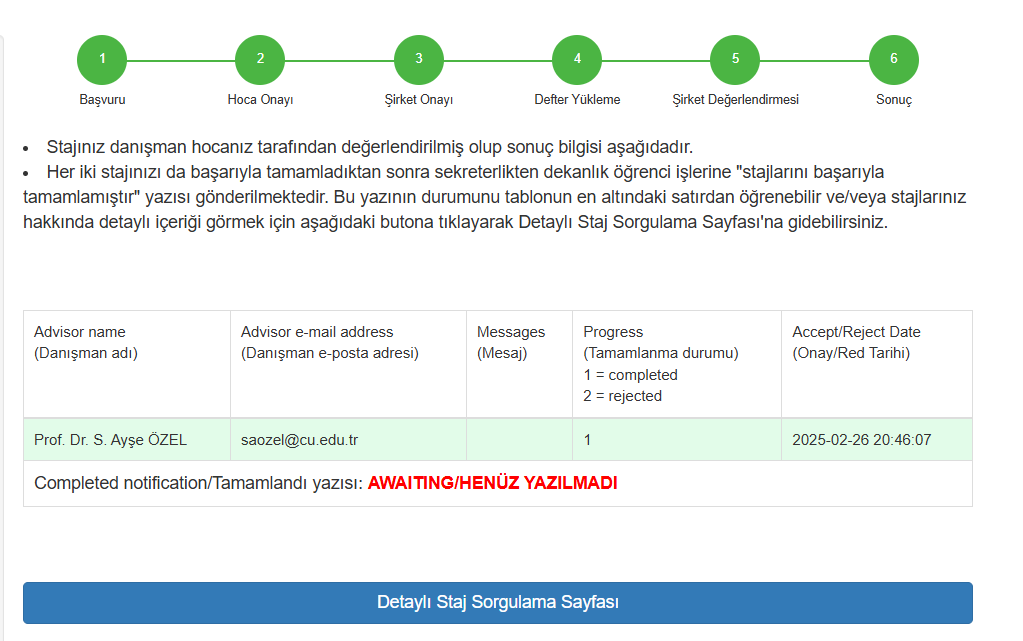 1
2
3
4
5
6
Başvuru
Hoca Onayı
Şirket Onayı
Defter Yükleme
Şirket Değerlendirmesi
Sonuç
• Stajınız danışman hocanız tarafından değerlendirilmiş olup sonuç bilgisi aşağıdadır.
• Her iki stajınızı da başarıyla tamamladıktan sonra sekreterlikten dekanlık öğrenci işlerine "stajlarını başarıyla
tamamlamıştır" yazısı gönderilmektedir. Bu yazının durumunu tablonun en altındaki satırdan öğrenebilir ve/veya stajlarınız
hakkında detaylı içeriği görmek için aşağıdaki butona tıklayarak Detaylı Staj Sorgulama Sayfası'na gidebilirsiniz.
Advisor name
(Danışman adı)
Advisor e-mail address
(Danışman e-posta adresi)
Messages
(Mesaj)
Progress
(Tamamlanma durumu)
1 = completed
2 = rejected
Accept/Reject Date
(Onay/Red Tarihi)
Prof. Dr. S. Ayşe ÖZEL
saozel@cu.edu.tr
1
2025-02-26 20:46:07
Completed notification/Tamamlandı yazısı: AWAITING/HENÜZ YAZILMADI
Detaylı Staj Sorgulama Sayfası